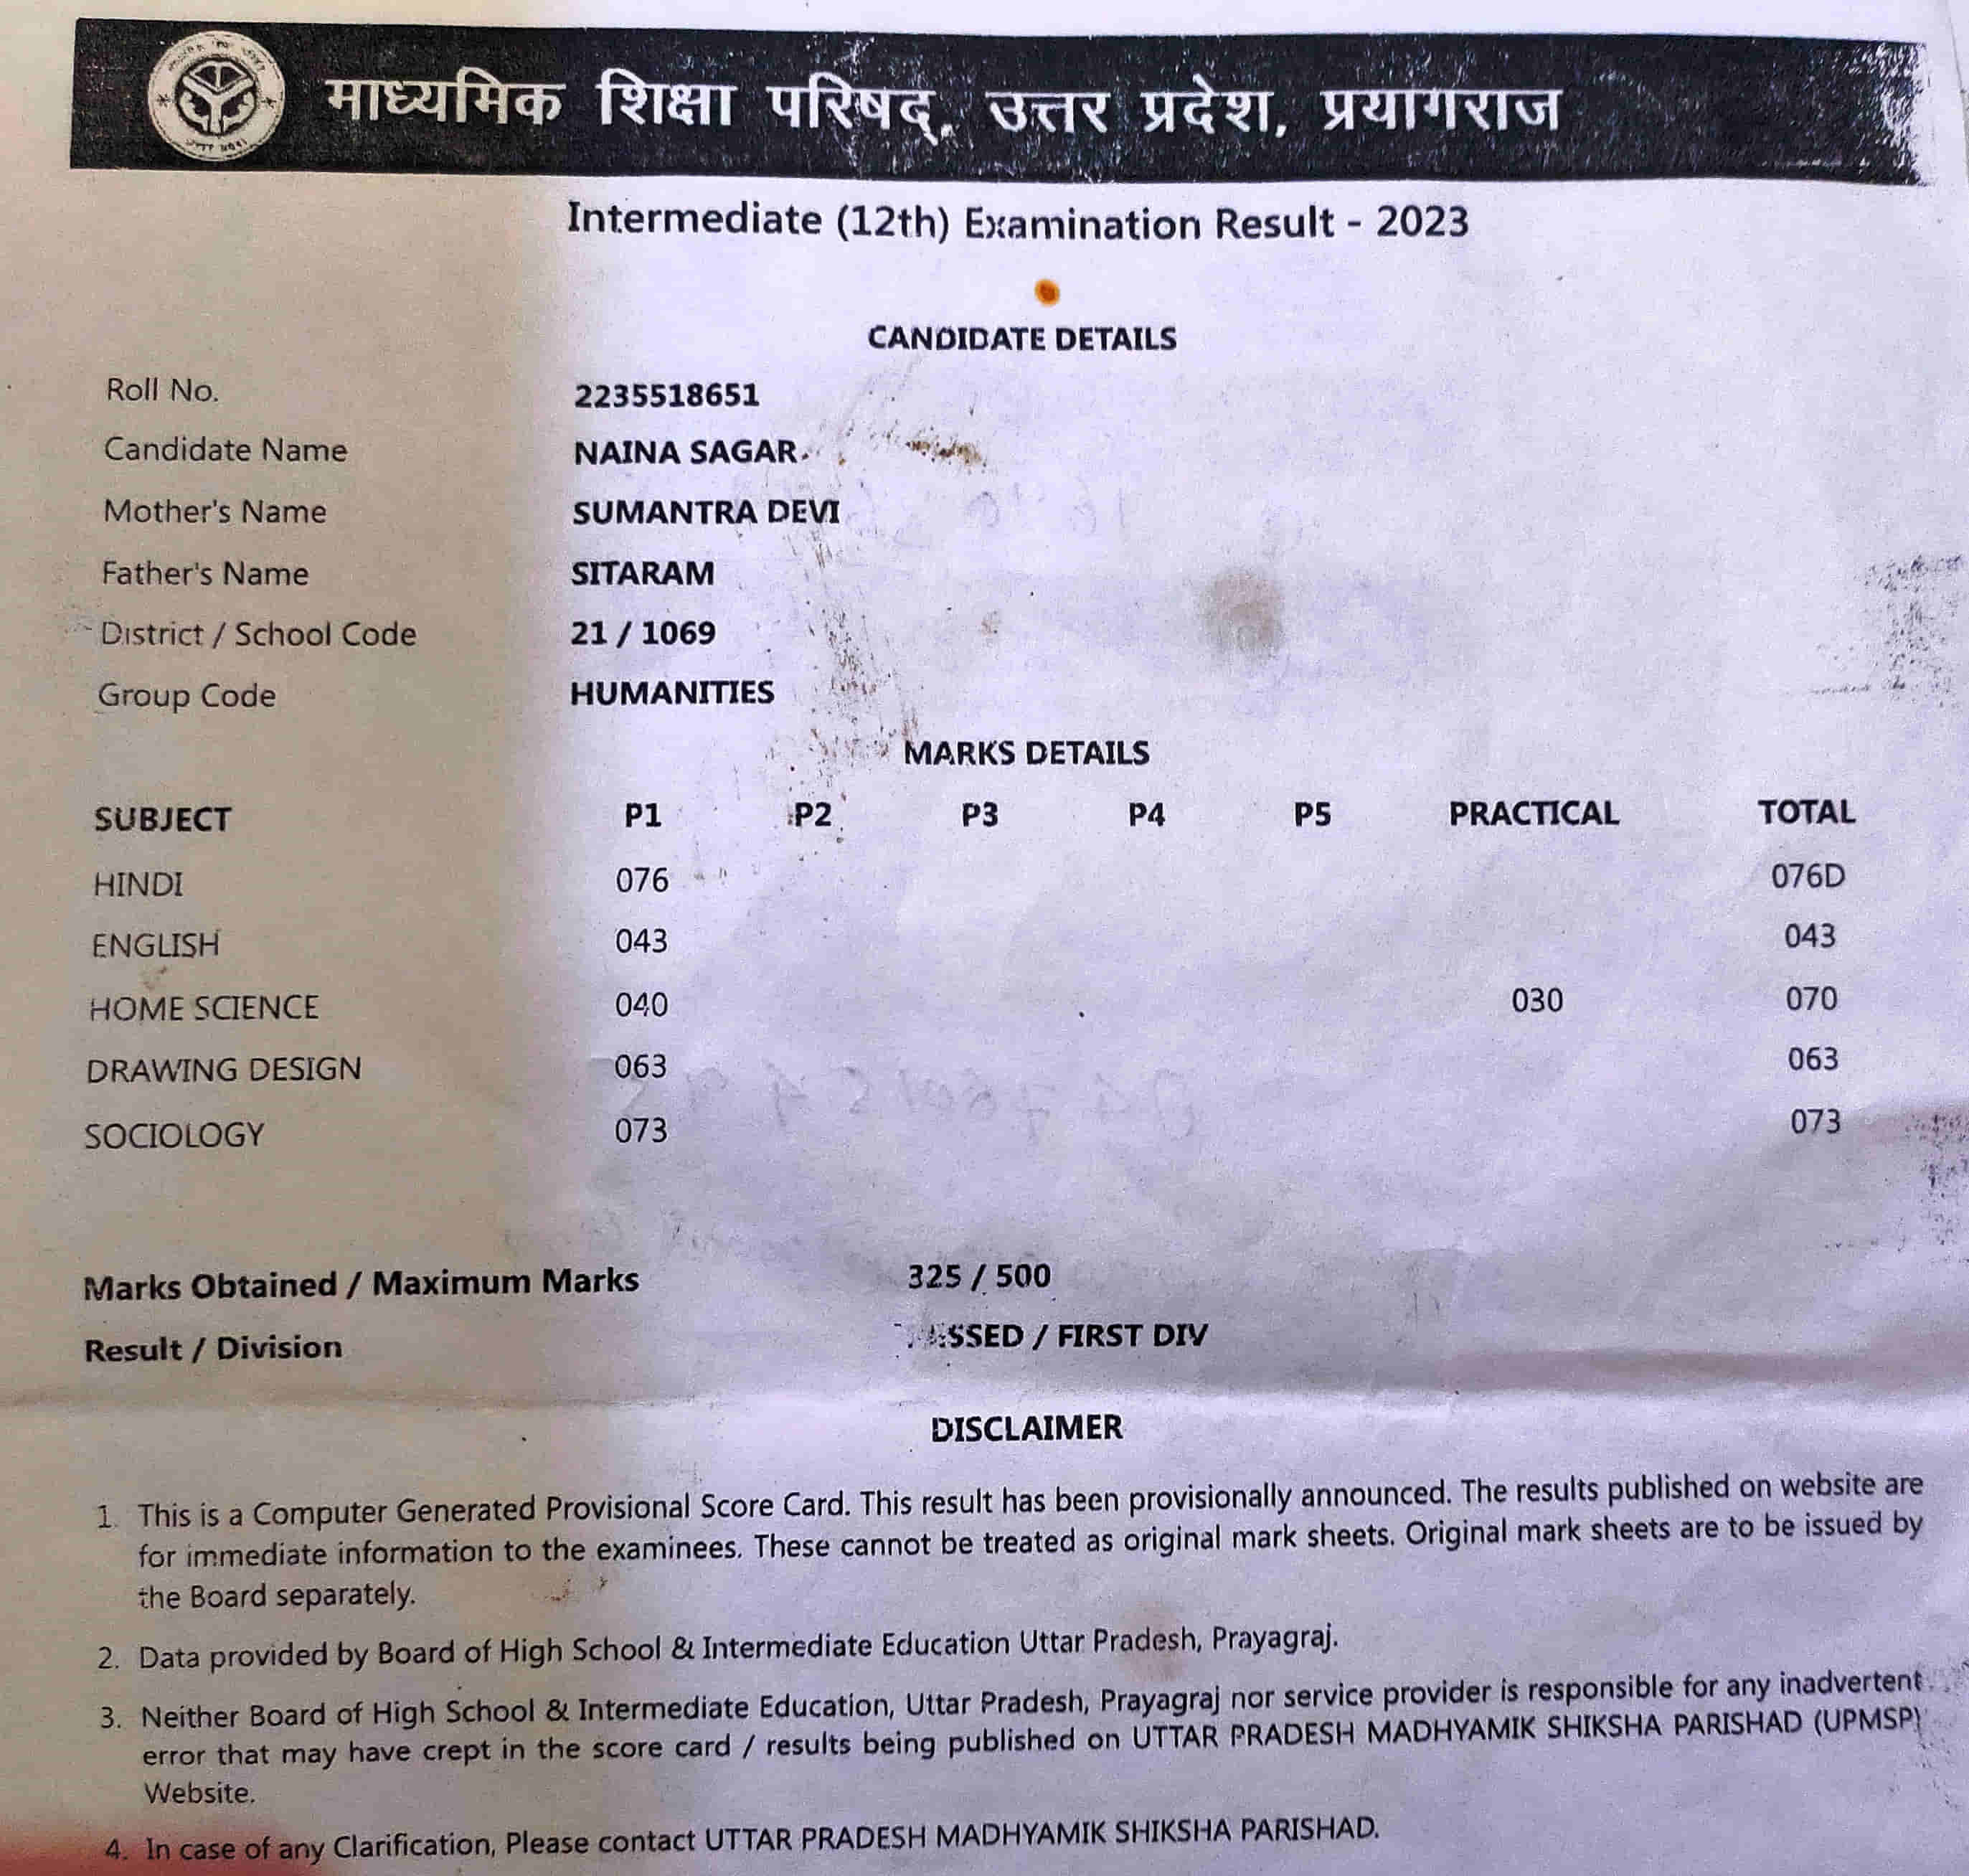 माध्यमिक शिक्षा परिषद्, उत्तर प्रदेश, प्रयागराज
Intermediate (12th) Examination Result - 2023
CANDIDATE DETAILS
Roll No. 2235518651
Candidate Name NAINA SAGAR
Mother's Name SUMANTRA DEVI
Father's Name SITARAM
District / School Code 21 / 1069
Group Code HUMANITIES
MARKS DETAILS
SUBJECT P1 P2 P3 P4 P5 PRACTICAL TOTAL
HINDI 076 076D
ENGLISH 043 043
HOME SCIENCE 040 030 070
DRAWING DESIGN 063 063
SOCIOLOGY 073 073
Marks Obtained / Maximum Marks 325 / 500
Result / Division SSED / FIRST DIV
DISCLAIMER
1. This is a Computer Generated Provisional Score Card. This result has been provisionally announced. The results published on website are
for immediate information to the examinees. These cannot be treated as original mark sheets. Original mark sheets are to be issued by
the Board separately.
2. Data provided by Board of High School & Intermediate Education Uttar Pradesh, Prayagraj.
3. Neither Board of High School & Intermediate Education, Uttar Pradesh, Prayagraj nor service provider is responsible for any inadvertent
error that may have crept in the score card / results being published on UTTAR PRADESH MADHYAMIK SHIKSHA PARISHAD (UPMSP)
Website.
4. In case of any Clarification, Please contact UTTAR PRADESH MADHYAMIK SHIKSHA PARISHAD.